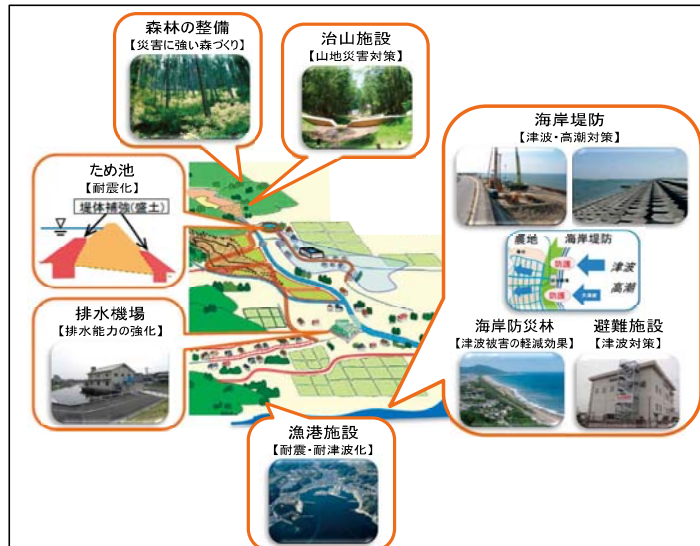 森林の整備
【災害に強い森づくり】
治山施設
【山地災害対策】
海岸堤防
【津波・高潮対策】
ため池
【耐震化】
堤体補強(盛土)
農地
海岸堤防
防護
津波
高潮
防護
排水機場
【排水能力の強化】
海岸防災林
【津波被害の軽減効果】
避難施設
【津波対策】
漁港施設
【耐震・耐津波化】